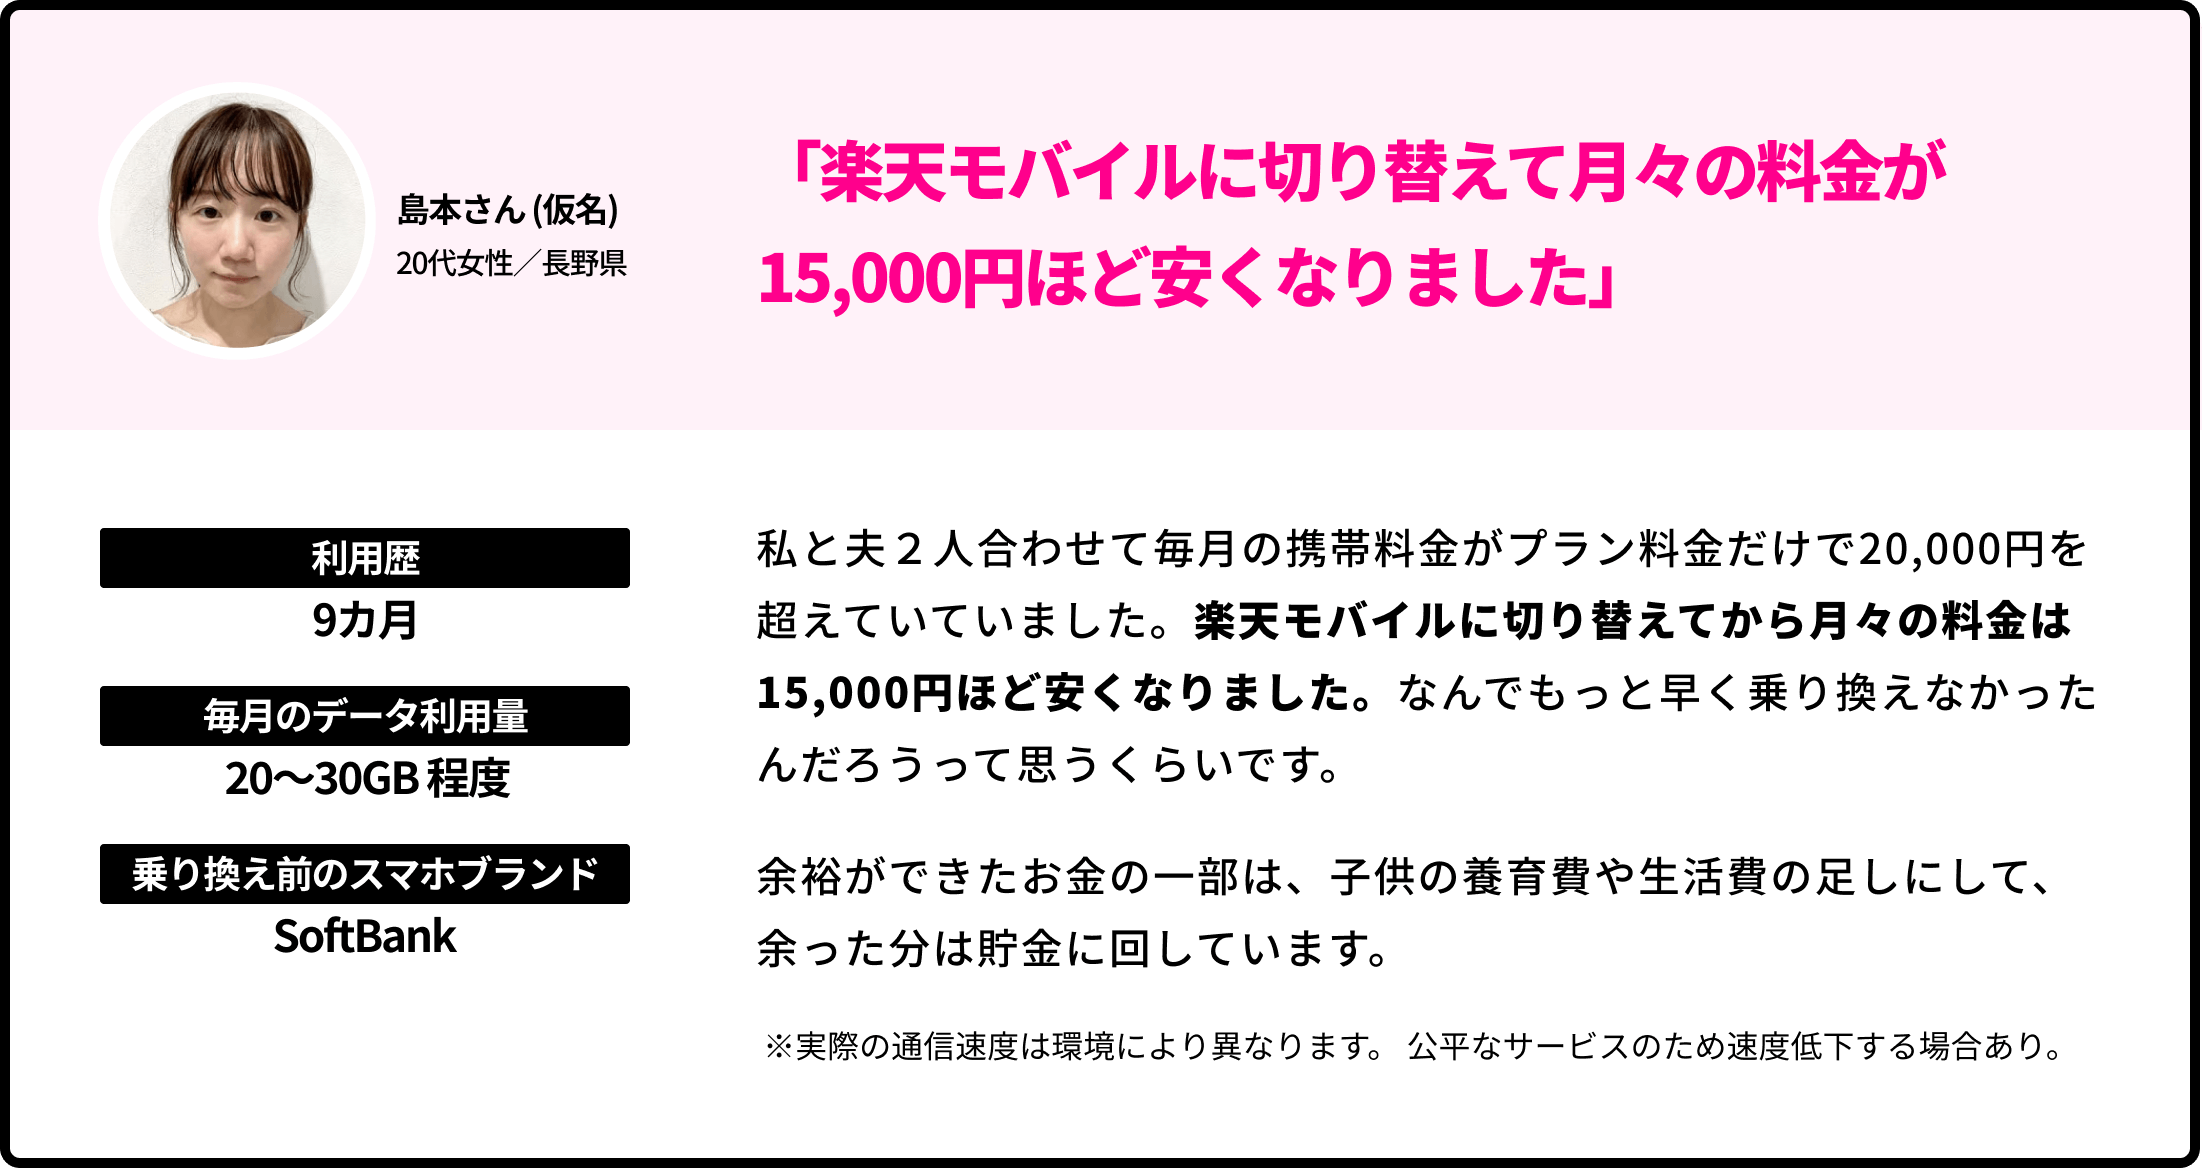 島本さん (仮名)
20代女性／長野県
「楽天モバイルに切り替えて月々の料金が
15,000円ほど安くなりました」
利用歴
9カ月
毎月のデータ利用量
20〜30GB 程度
乗り換え前のスマホブランド
SoftBank
私と夫２人合わせて毎月の携帯料金がプラン料金だけで20,000円を
超えていていました。楽天モバイルに切り替えてから月々の料金は
15,000円ほど安くなりました。なんでもっと早く乗り換えなかった
んだろうって思うくらいです。
余裕ができたお金の一部は、子供の養育費や生活費の足しにして、
余った分は貯金に回しています。
※実際の通信速度は環境により異なります。 公平なサービスのため速度低下する場合あり。